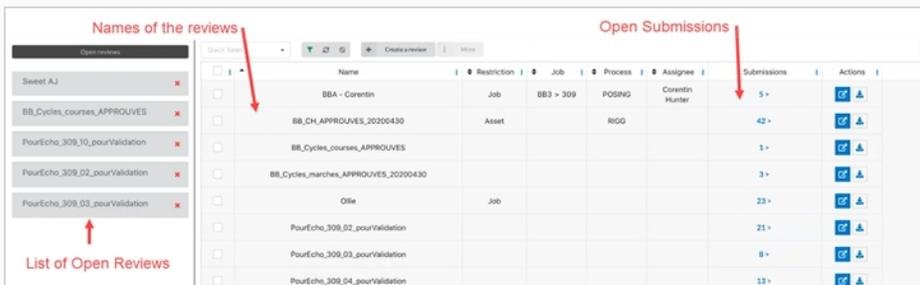 Names of the reviews
Open Submissions
Open reviews
Quick Search
Create a review
More
Sweet AJ
BB_Cycles_courses_APPROUVES
PourEcho_309_10_pourValidation
PourEcho_309_02_pourValidation
PourEcho_309_03_pourValidation
List of Open Reviews
Name Restriction Job Process Assignee Submissions Actions
BBA - Corentin Job BB3 > 309 POSING Corentin Hunter 5 >
BB_CH_APPROUVES_20200430 Asset RIGG 42 >
BB_Cycles_courses_APPROUVES 1 >
BB_Cycles_marches_APPROUVES_20200430 3 >
Ollie Job 23 >
PourEcho_309_02_pourValidation 21 >
PourEcho_309_03_pourValidation 8 >
PourEcho_309_04_pourValidation 13 >